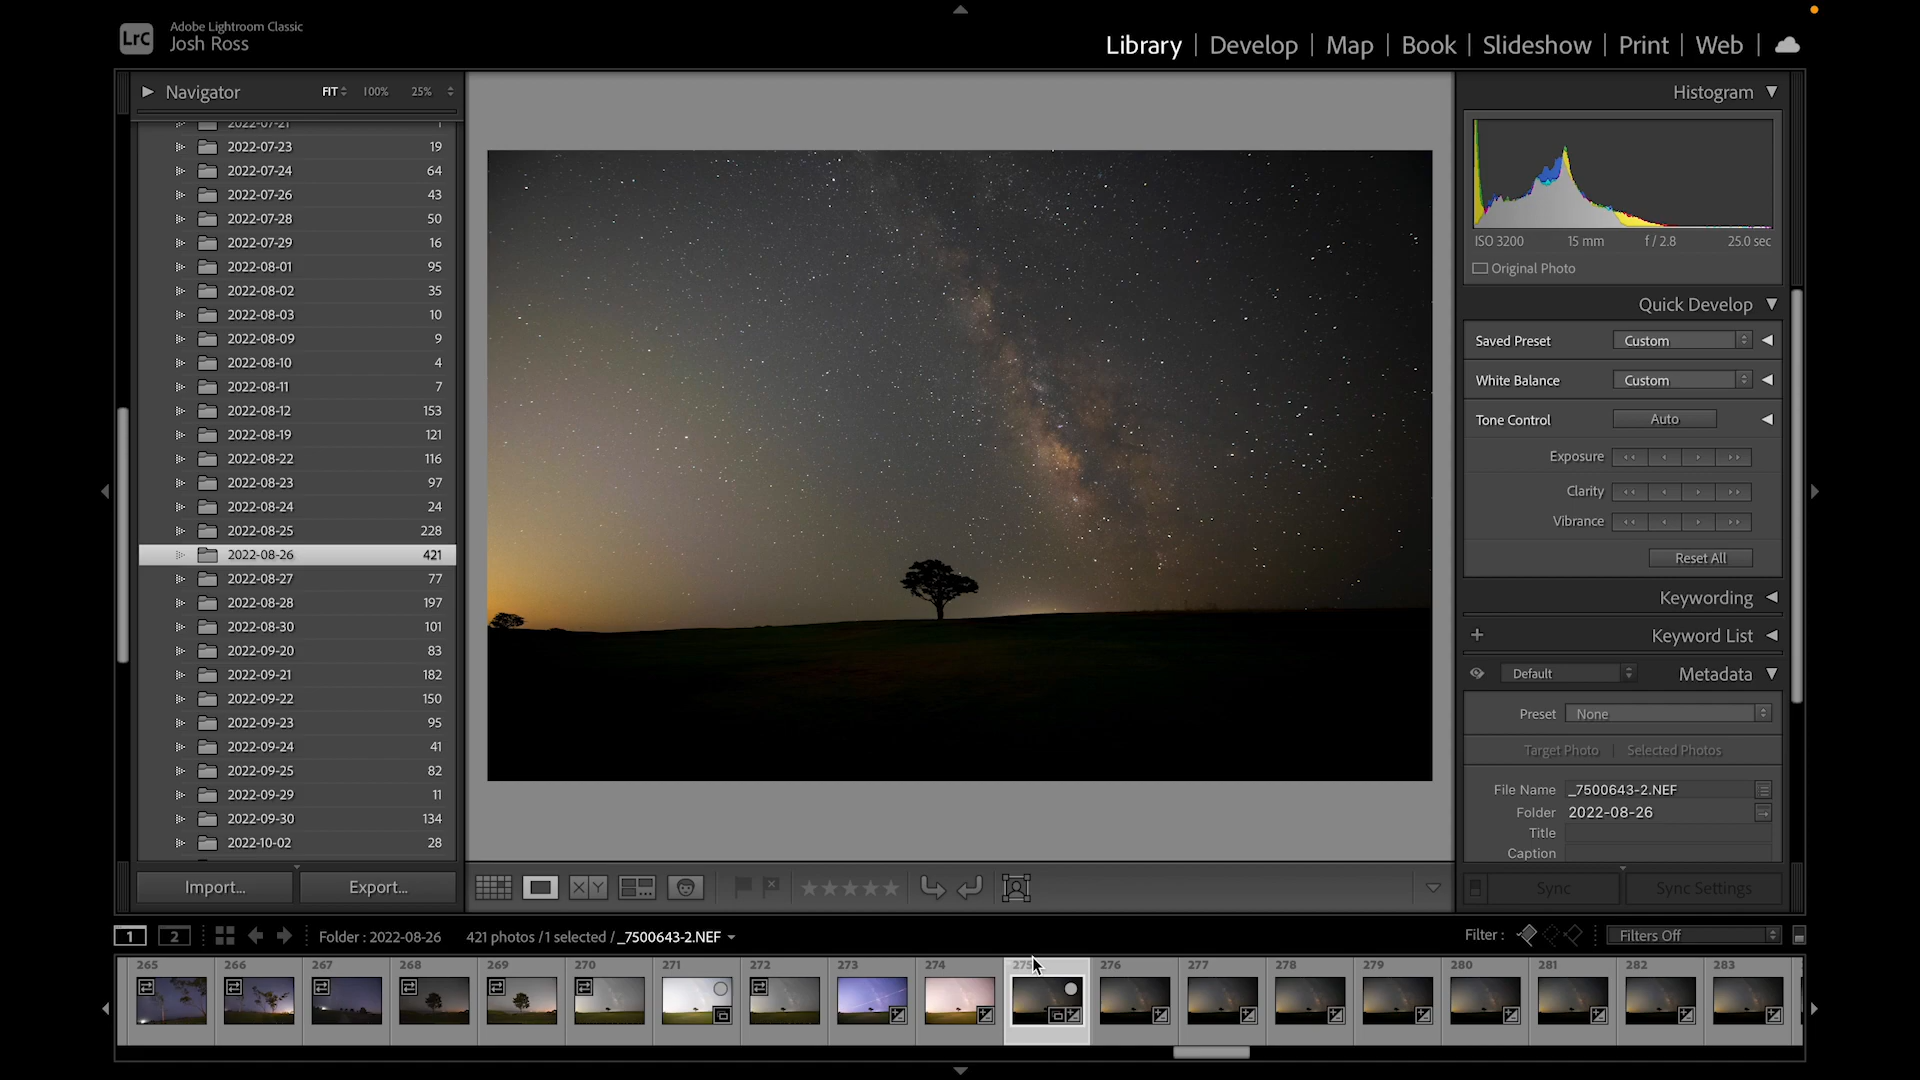 LrC
Adobe Lightroom Classic
Josh Ross
Library | Develop | Map | Book | Slideshow | Print | Web |
Navigator FIT 100% 25%
2022-07-21 1
2022-07-23 19
2022-07-24 64
2022-07-26 43
2022-07-28 50
2022-07-29 16
2022-08-01 95
2022-08-02 35
2022-08-03 10
2022-08-09 9
2022-08-10 4
2022-08-11 7
2022-08-12 153
2022-08-19 121
2022-08-22 116
2022-08-23 97
2022-08-24 24
2022-08-25 228
2022-08-26 421
2022-08-27 77
2022-08-28 197
2022-08-30 101
2022-09-20 83
2022-09-21 182
2022-09-22 150
2022-09-23 95
2022-09-24 41
2022-09-25 82
2022-09-29 11
2022-09-30 134
2022-10-02 28
Import... Export...
X Y
Histogram
ISO 3200 15 mm f / 2.8 25.0 sec
Original Photo
Quick Develop
Saved Preset Custom
White Balance Custom
Tone Control Auto
Exposure
Clarity
Vibrance
Reset All
Keywording
+ Keyword List
Default Metadata
Preset None
Target Photo | Selected Photos
File Name _7500643-2.NEF
Folder 2022-08-26
Title
Caption
Sync Sync Settings
1 2 Folder : 2022-08-26 421 photos / 1 selected / _7500643-2.NEF Filter : Filters Off
265 266 267 268 269 270 271 272 273 274 275 276 277 278 279 280 281 282 283